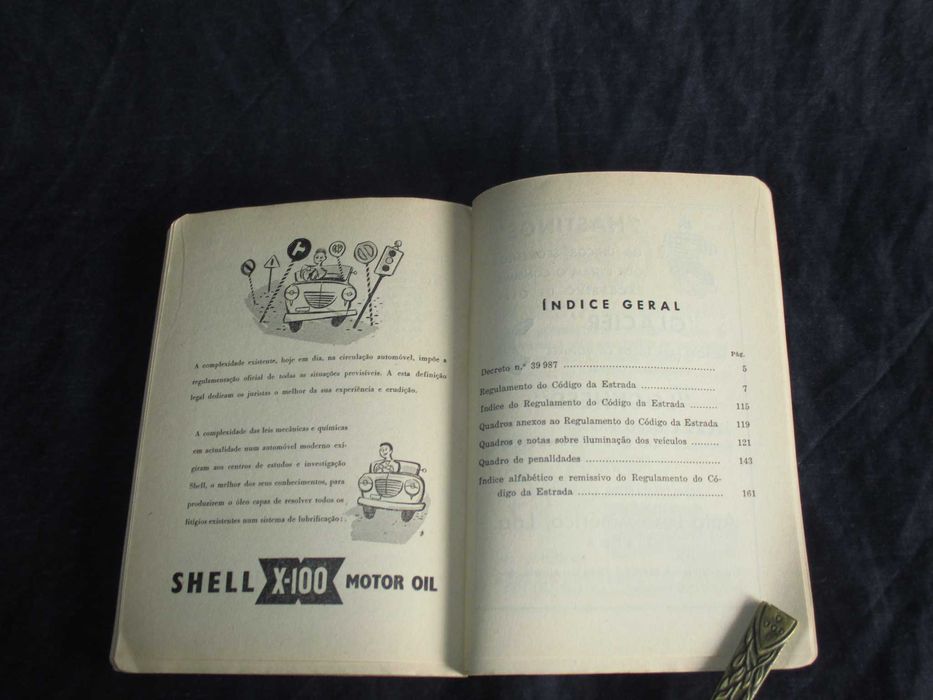 A complexidade existente, hoje em dia, na circulação automóvel, impõe a
regulamentação oficial de todas as situações previsíveis. A esta definição
legal dedicam os juristas o melhor da sua experiência e erudição.
A complexidade das leis mecânicas e químicas
em actualidade num automóvel moderno exi-
giram aos centros de estudos e investigação
Shell, o melhor dos seus conhecimentos, para
produzirem o óleo capas de resolver todos os
litígios existentes num sistema de lubrificação:
SHELL X-100 MOTOR OIL
ÍNDICE GERAL
Pág.
Decreto n.º 39 987 ........................................ 5
Regulamento do Código da Estrada ........................... 7
Índice do Regulamento do Código da Estrada ......... 115
Quadros anexos ao Regulamento do Código da Estrada 119
Quadros e notas sobre iluminação dos veículos ......... 121
Quadro de penalidades ................................... 143
Índice alfabético e remissivo do Regulamento do Có-
digo da Estrada ........................................ 161